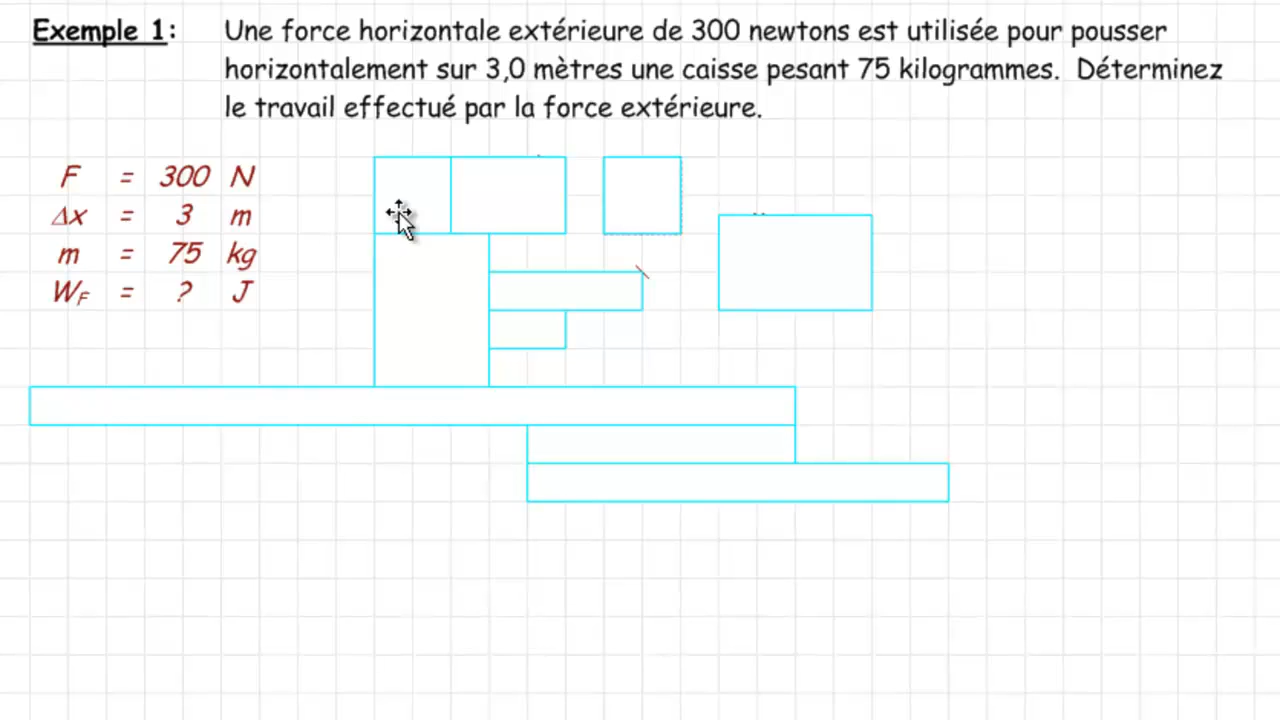 Exemple 1: Une force horizontale extérieure de 300 newtons est utilisée pour pousser
horizontalement sur 3,0 mètres une caisse pesant 75 kilogrammes. Déterminez
le travail effectué par la force extérieure.
F = 300 N
Δx = 3 m
m = 75 kg
WF = ? J